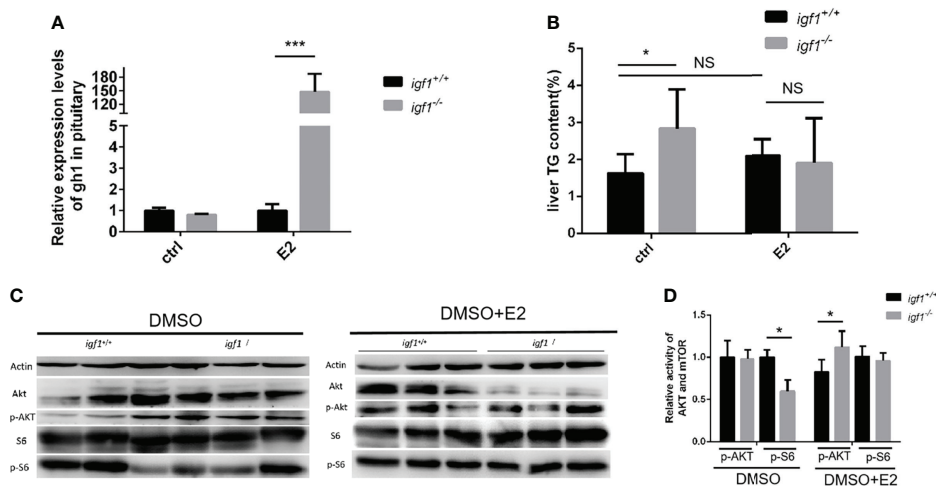 A
Relative expression levels
of gh1 in pituitary
180
150
120
5
4
3
2
1
0
***
ctrl
E2
igf1+/+
igf1-/-
B
liver TG content(%)
5
4
3
2
1
0
*
NS
NS
ctrl
E2
igf1+/+
igf1-/-
C
DMSO
igf1+/+ igf1 /
Actin
Akt
p-AKT
S6
p-S6
DMSO+E2
igf1+/+ igf1 /
Actin
Akt
p-Akt
S6
p-S6
D
Relative activity of
AKT and mTOR
1.5
1.0
0.5
0.0
*
*
p-AKT p-S6 p-AKT p-S6
DMSO DMSO+E2
igf1+/+
igf1-/-